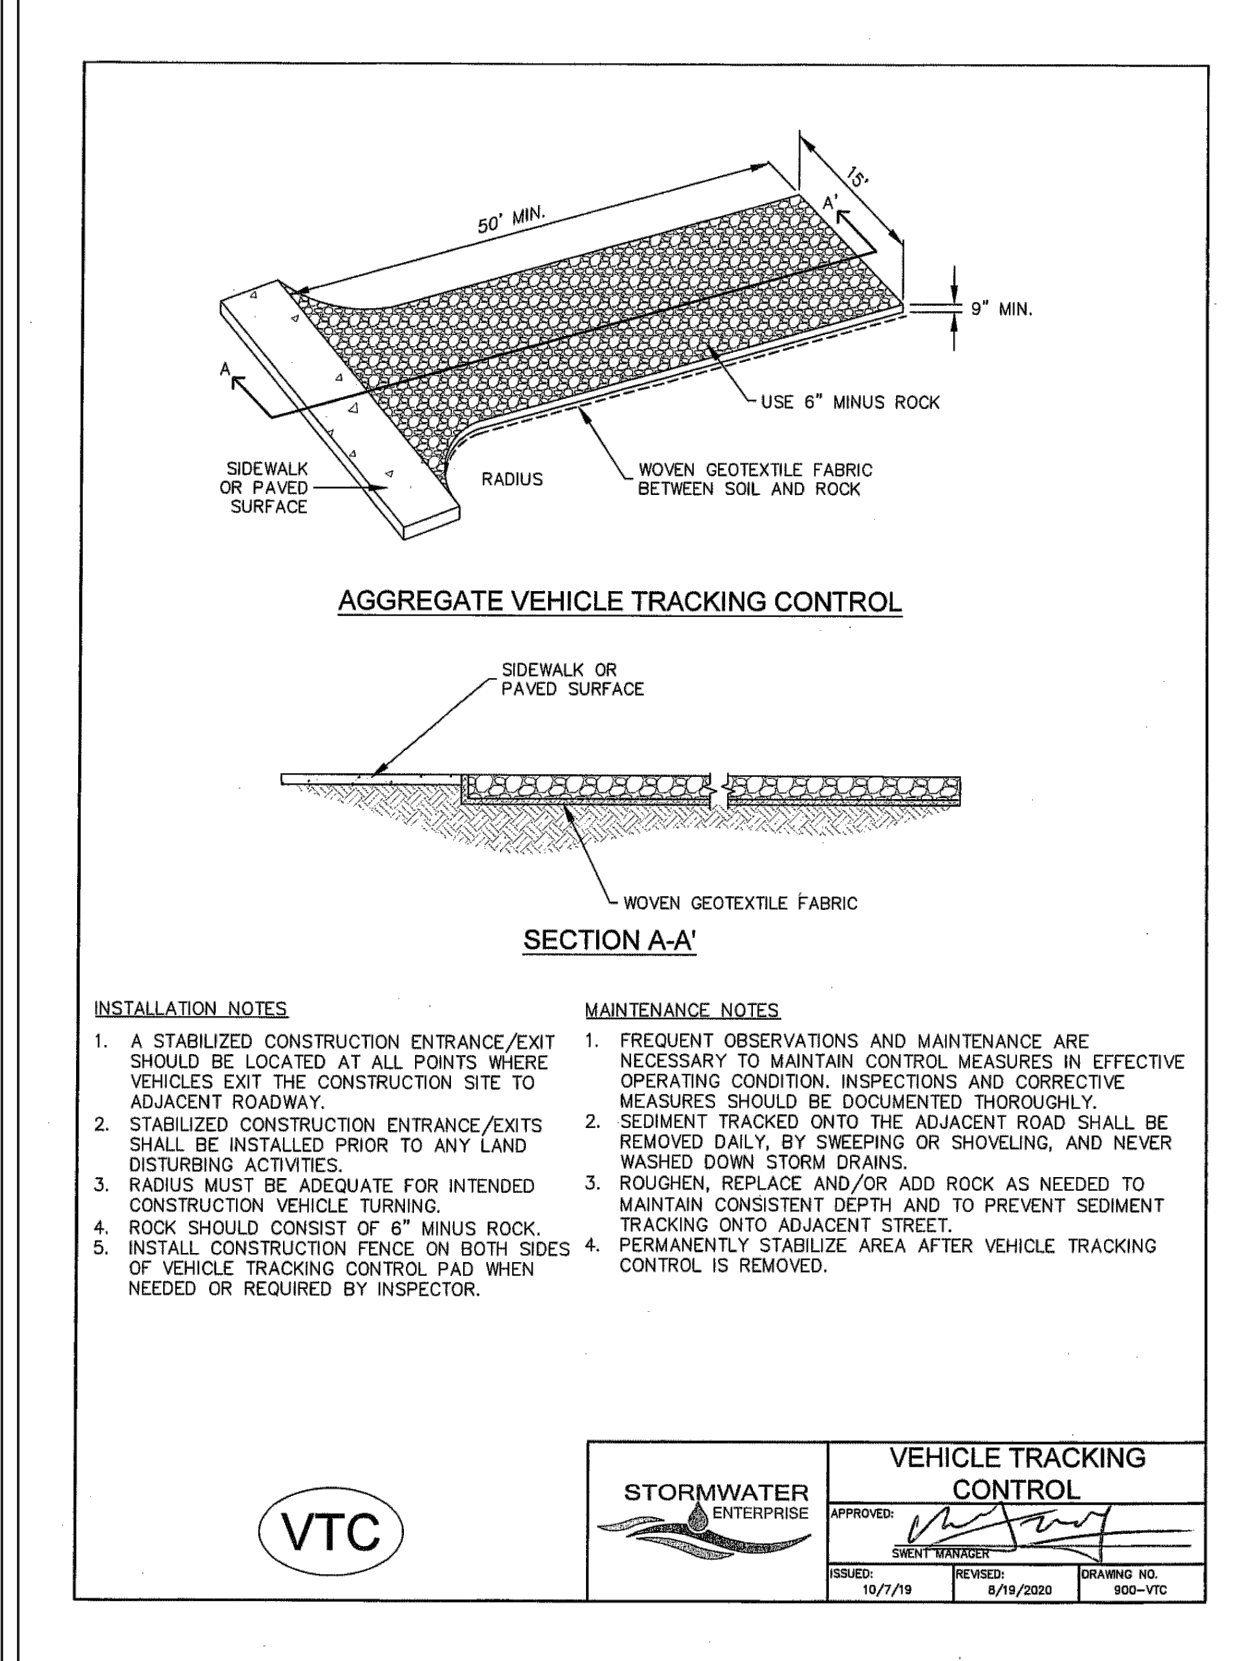 50' MIN.
15'
A'
9" MIN.
A
USE 6" MINUS ROCK
SIDEWALK
OR PAVED
SURFACE
RADIUS
WOVEN GEOTEXTILE FABRIC
BETWEEN SOIL AND ROCK
AGGREGATE VEHICLE TRACKING CONTROL
SIDEWALK OR
PAVED SURFACE
WOVEN GEOTEXTILE FABRIC
SECTION A-A'
INSTALLATION NOTES
1. A STABILIZED CONSTRUCTION ENTRANCE/EXIT
SHOULD BE LOCATED AT ALL POINTS WHERE
VEHICLES EXIT THE CONSTRUCTION SITE TO
ADJACENT ROADWAY.
2. STABILIZED CONSTRUCTION ENTRANCE/EXITS
SHALL BE INSTALLED PRIOR TO ANY LAND
DISTURBING ACTIVITIES.
3. RADIUS MUST BE ADEQUATE FOR INTENDED
CONSTRUCTION VEHICLE TURNING.
4. ROCK SHOULD CONSIST OF 6" MINUS ROCK.
5. INSTALL CONSTRUCTION FENCE ON BOTH SIDES
OF VEHICLE TRACKING CONTROL PAD WHEN
NEEDED OR REQUIRED BY INSPECTOR.
MAINTENANCE NOTES
1. FREQUENT OBSERVATIONS AND MAINTENANCE ARE
NECESSARY TO MAINTAIN CONTROL MEASURES IN EFFECTIVE
OPERATING CONDITION. INSPECTIONS AND CORRECTIVE
MEASURES SHOULD BE DOCUMENTED THOROUGHLY.
2. SEDIMENT TRACKED ONTO THE ADJACENT ROAD SHALL BE
REMOVED DAILY, BY SWEEPING OR SHOVELING, AND NEVER
WASHED DOWN STORM DRAINS.
3. ROUGHEN, REPLACE AND/OR ADD ROCK AS NEEDED TO
MAINTAIN CONSISTENT DEPTH AND TO PREVENT SEDIMENT
TRACKING ONTO ADJACENT STREET.
4. PERMANENTLY STABILIZE AREA AFTER VEHICLE TRACKING
CONTROL IS REMOVED.
VTC
STORMWATER
ENTERPRISE
VEHICLE TRACKING
CONTROL
APPROVED:
SWENT MANAGER
ISSUED:
10/7/19
REVISED:
8/19/2020
DRAWING NO.
900-VTC